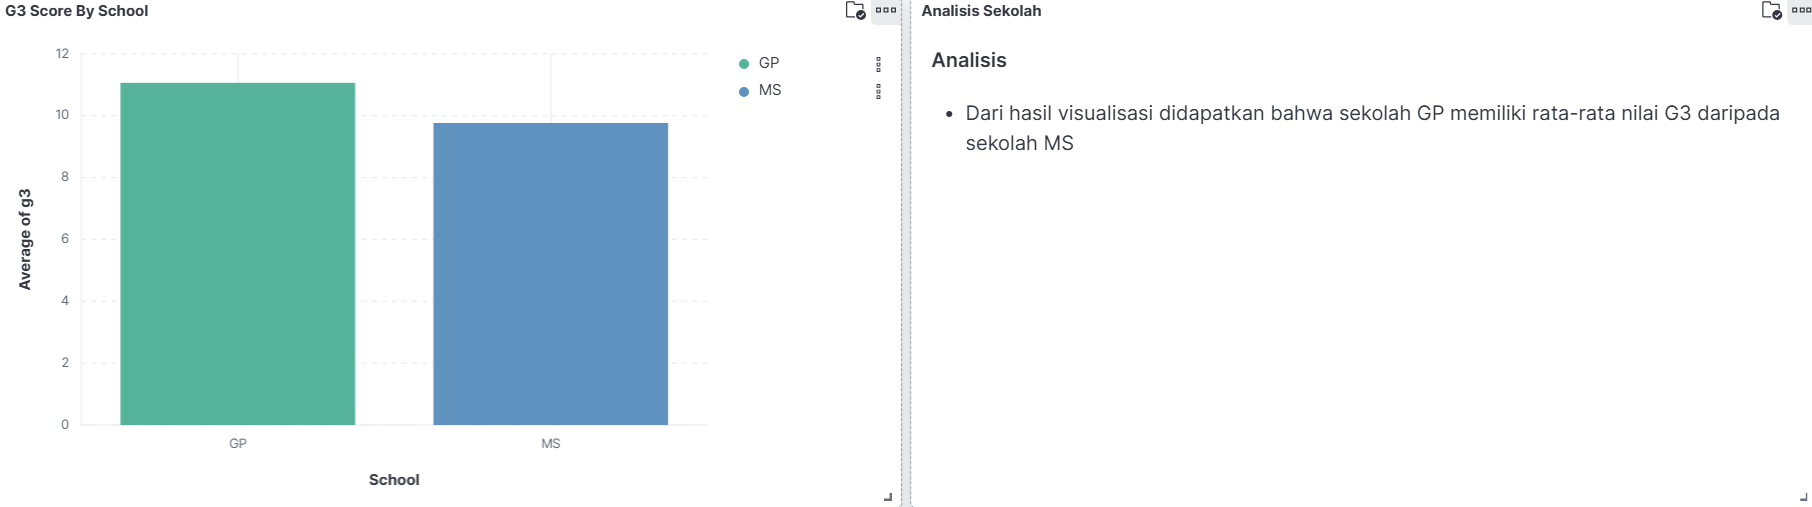 G3 Score By School
12
10
8
6
4
2
0
Average of g3
GP
MS
School
GP
MS
Analisis Sekolah
Analisis
• Dari hasil visualisasi didapatkan bahwa sekolah GP memiliki rata-rata nilai G3 daripada
sekolah MS